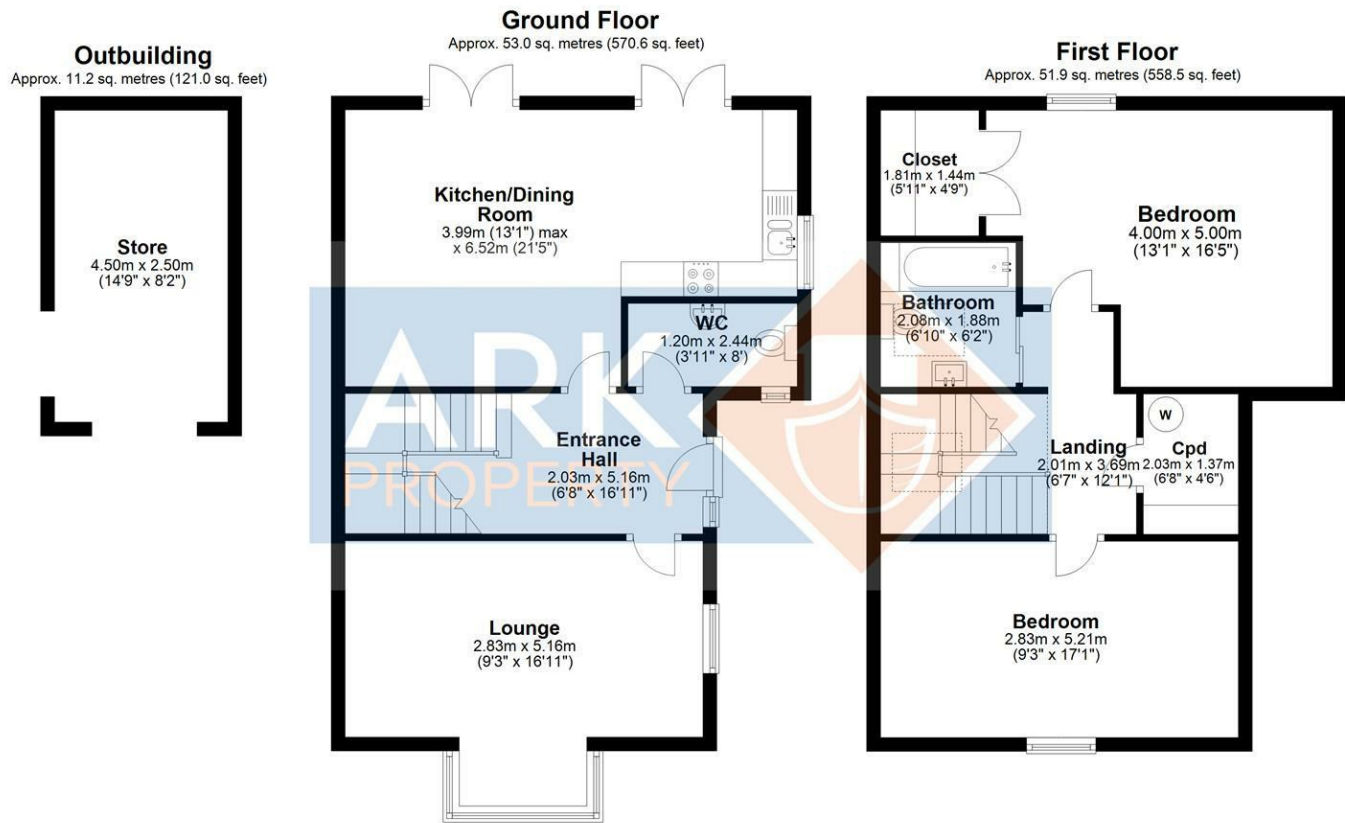 Outbuilding
Approx. 11.2 sq. metres (121.0 sq. feet)
Store
4.50m x 2.50m
(14'9" x 8'2")
Ground Floor
Approx. 53.0 sq. metres (570.6 sq. feet)
Kitchen/Dining
Room
3.99m (13'1") max
x 6.52m (21'5")
WC
1.20m x 2.44m
(3'11" x 8')
Entrance
Hall
2.03m x 5.16m
(6'8" x 16'11")
Lounge
2.83m x 5.16m
(9'3" x 16'11")
First Floor
Approx. 51.9 sq. metres (558.5 sq. feet)
Closet
1.81m x 1.44m
(5'11" x 4'9")
Bedroom
4.00m x 5.00m
(13'1" x 16'5")
Bathroom
2.08m x 1.88m
(6'10" x 6'2")
Landing
2.01m x 3.69m
(6'7" x 12'1")
W
Cpd
2.03m x 1.37m
(6'8" x 4'6")
Bedroom
2.83m x 5.21m
(9'3" x 17'1")
ARK
PROPERTY